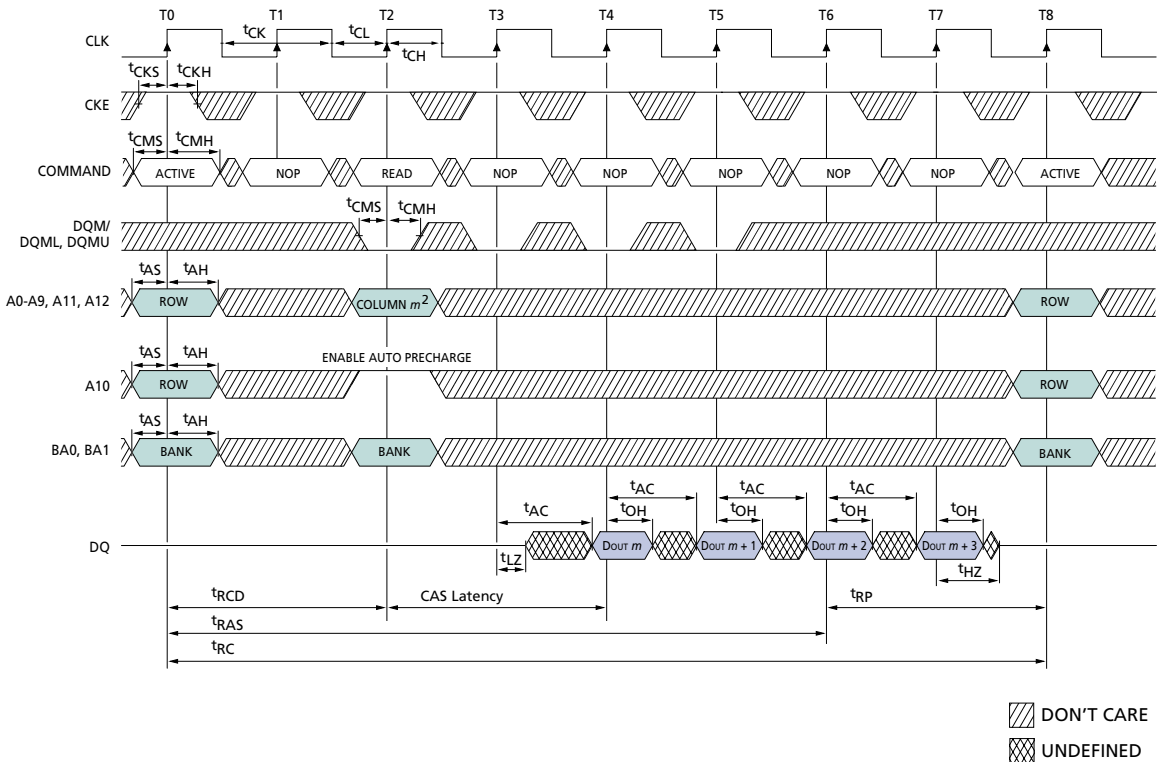 T0 T1 T2 T3 T4 T5 T6 T7 T8
CLK tCK tCL tCH
tCKS tCKH
CKE
tCMS tCMH
COMMAND ACTIVE NOP READ NOP NOP NOP NOP NOP ACTIVE
tCMS tCMH
DQM/
DQML, DQMU
tAS tAH
A0-A9, A11, A12 ROW COLUMN m2 ROW
tAS tAH ENABLE AUTO PRECHARGE
A10 ROW ROW
tAS tAH
BA0, BA1 BANK BANK BANK
tAC tAC tAC tAC
tOH tOH tOH tOH
DQ DOUT m DOUT m + 1 DOUT m + 2 DOUT m + 3
tLZ tHZ
tRCD CAS Latency tRP
tRAS
tRC
DON'T CARE
UNDEFINED